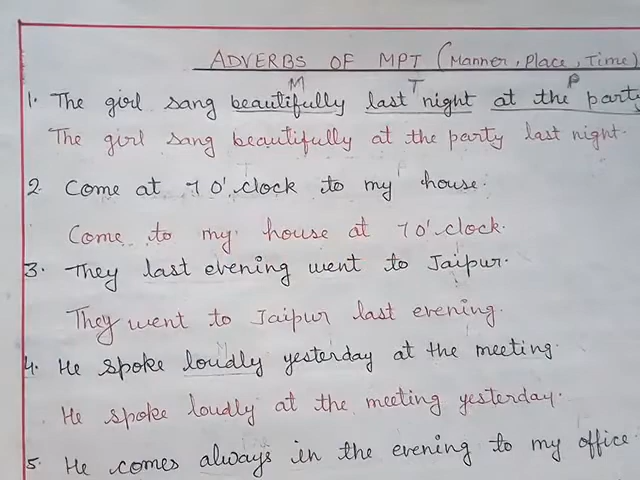 ADVERBS OF MPT (Manner, Place, Time)
M T P
1. The girl sang beautifully last night at the party
The girl sang beautifully at the party last night.
2. Come at 7 O'clock to my house.
Come to my house at 7 O'clock.
3. They last evening went to Jaipur.
They went to Jaipur last evening.
4. He spoke loudly yesterday at the meeting.
He spoke loudly at the meeting yesterday.
5. He comes always in the evening to my office.